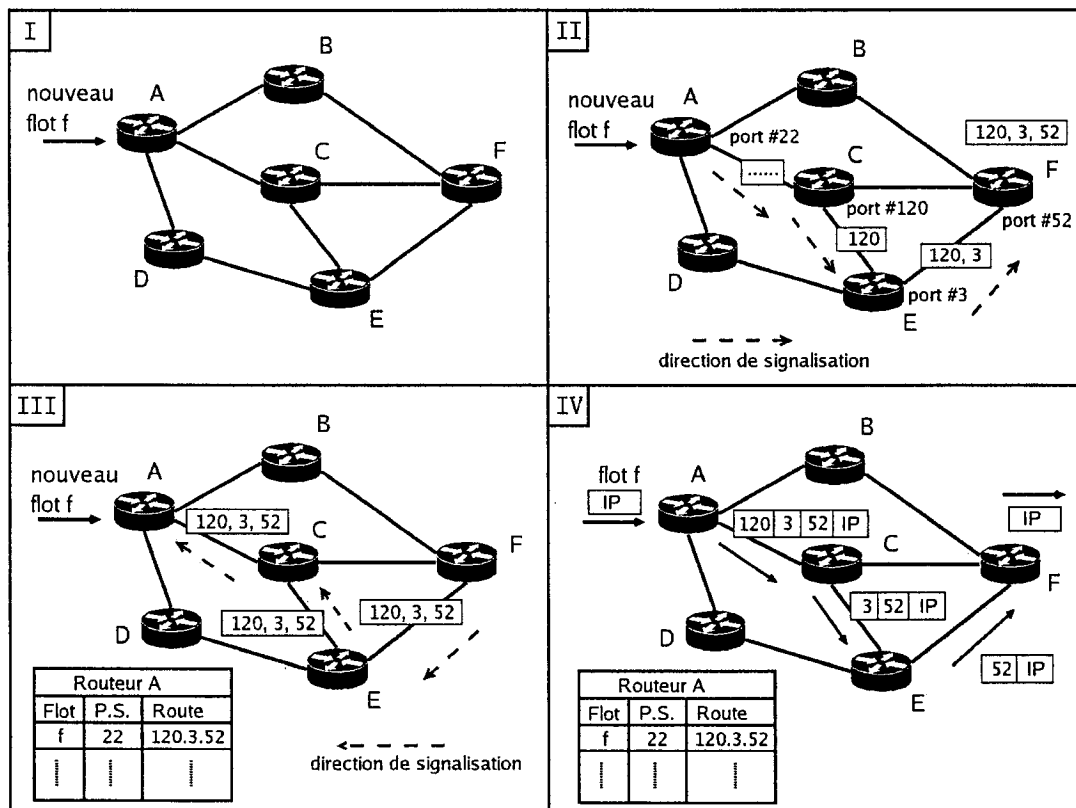 I
B
nouveau
flot f
A
C
F
D
E
II
B
nouveau
flot f
A
port #22
120, 3, 52
C
F
......
port #120
port #52
120
D
120, 3
port #3
E
direction de signalisation
III
B
nouveau
flot f
A
120, 3, 52
C
F
120, 3, 52
120, 3, 52
D
E
Routeur A
Flot P.S. Route
f 22 120.3.52
direction de signalisation
IV
B
flot f
A
IP
IP
120 3 52 IP
C
F
3 52 IP
D
52 IP
E
Routeur A
Flot P.S. Route
f 22 120.3.52